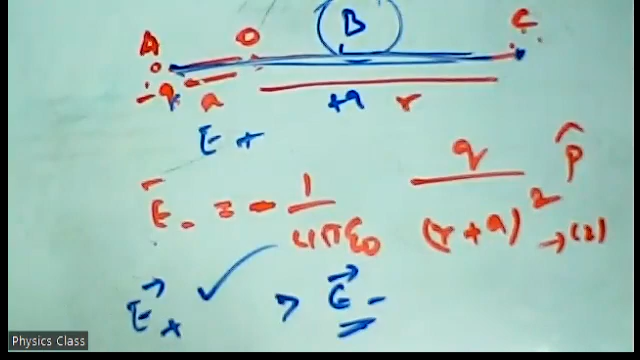 B
A O C
-q a +q r
E+
E⃗₋ = - 1/4πε₀ q/(r+a)² p̂ → (2)
E⃗₊ ✓ > E⃗₋
Physics Class